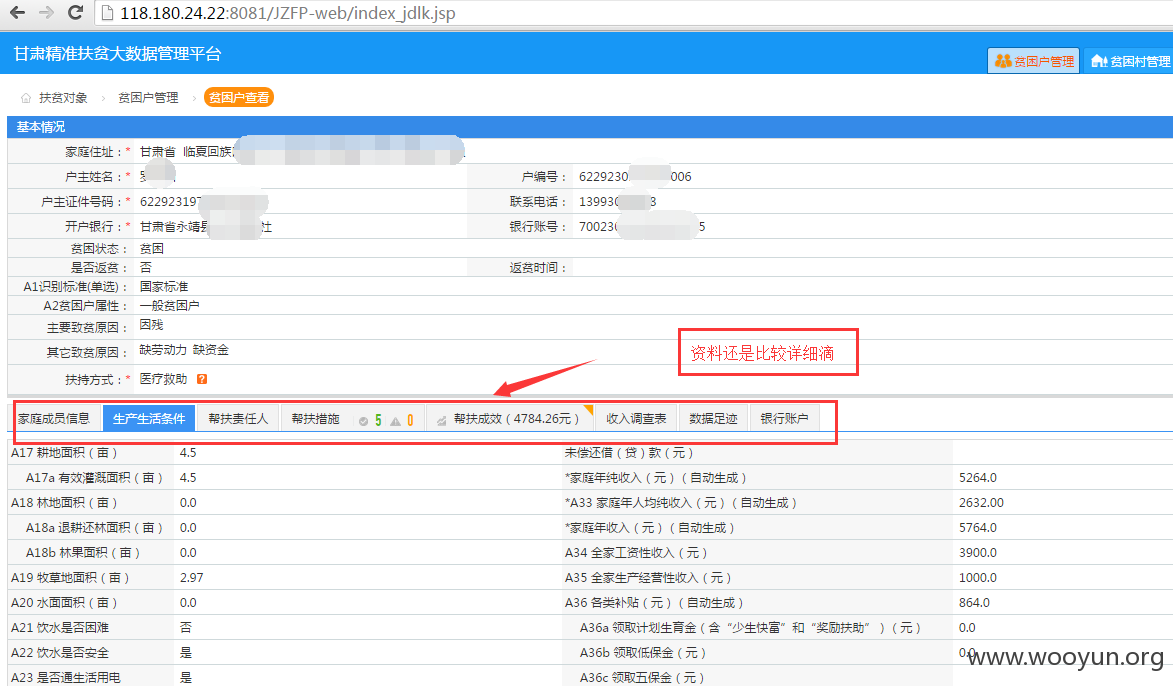 118.180.24.22:8081/JZFP-web/index_jdlk.jsp
甘肃精准扶贫大数据管理平台
贫困户管理 贫困村管理
扶贫对象 › 贫困户管理 › 贫困户查看
基本情况
家庭住址：* 甘肃省 临夏回族
户主姓名：* 户编号： 6229230 006
户主证件号码：* 62292319 联系电话： 139930 3
开户银行：* 甘肃省永靖县 社 银行账号： 70023 5
贫困状态： 贫困
是否返贫： 否 返贫时间：
A1识别标准(单选)： 国家标准
A2贫困户属性： 一般贫困户
主要致贫原因： 因残
其它致贫原因： 缺劳动力 缺资金
资料还是比较详细滴
扶持方式：* 医疗救助 ?
家庭成员信息 生产生活条件 帮扶责任人 帮扶措施 5 0 帮扶成效（4784.26元） 收入调查表 数据足迹 银行账户
A17 耕地面积（亩） 4.5 未偿还借（贷）款（元）
A17a 有效灌溉面积（亩） 4.5 *家庭年纯收入（元）（自动生成） 5264.0
A18 林地面积（亩） 0.0 *A33 家庭年人均纯收入（元）（自动生成） 2632.00
A18a 退耕还林面积（亩） 0.0 *家庭年收入（元）（自动生成） 5764.0
A18b 林果面积（亩） 0.0 A34 全家工资性收入（元） 3900.0
A19 牧草地面积（亩） 2.97 A35 全家生产经营性收入（元） 1000.0
A20 水面面积（亩） 0.0 A36 各类补贴（元）（自动生成） 864.0
A21 饮水是否困难 否 A36a 领取计划生育金（含“少生快富”和“奖励扶助”）（元） 0.0
A22 饮水是否安全 是 A36b 领取低保金（元） 0.0
www.wooyun.org
A23 是否通生活用电 是 A36c 领取五保金（元）